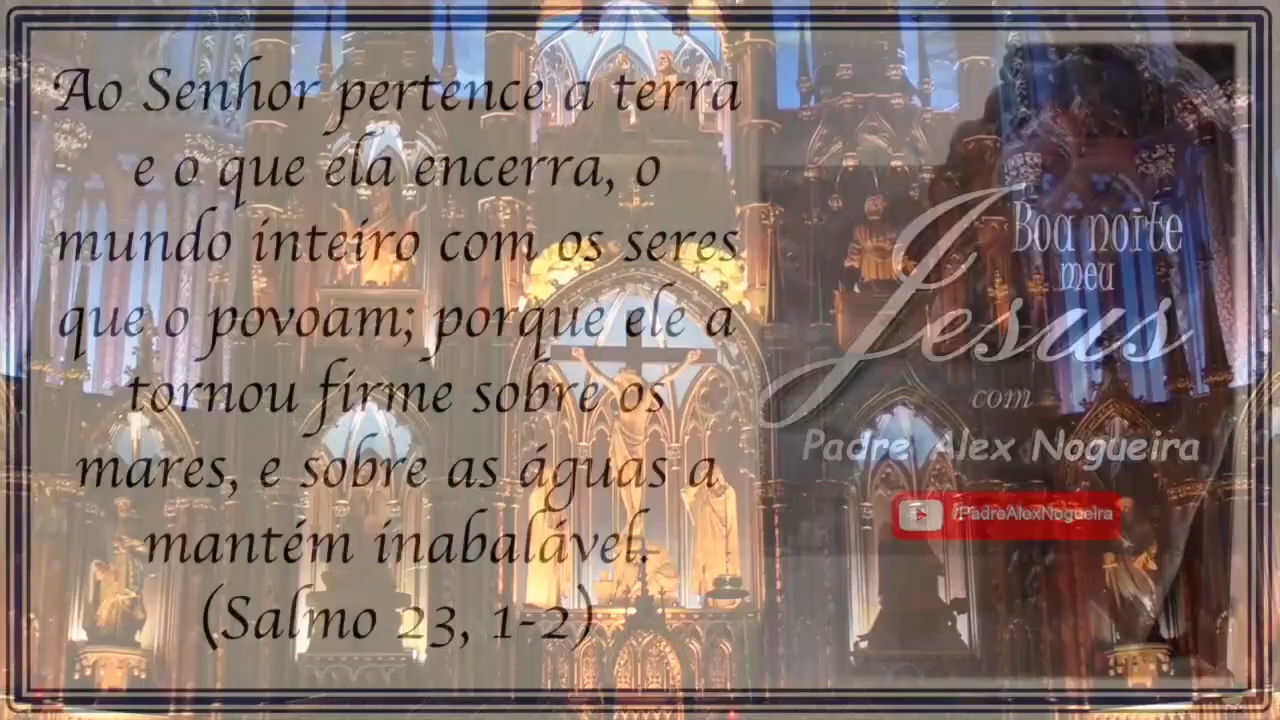 Ao Senhor pertence a terra
e o que ela encerra, o
mundo inteiro com os seres
que o povoam; porque ele a
tornou firme sobre os
mares, e sobre as águas a
mantém inabalável.
(Salmo 23, 1-2)
Boa noite
meu
Jesus
com
Padre Alex Nogueira
/PadreAlexNogueira